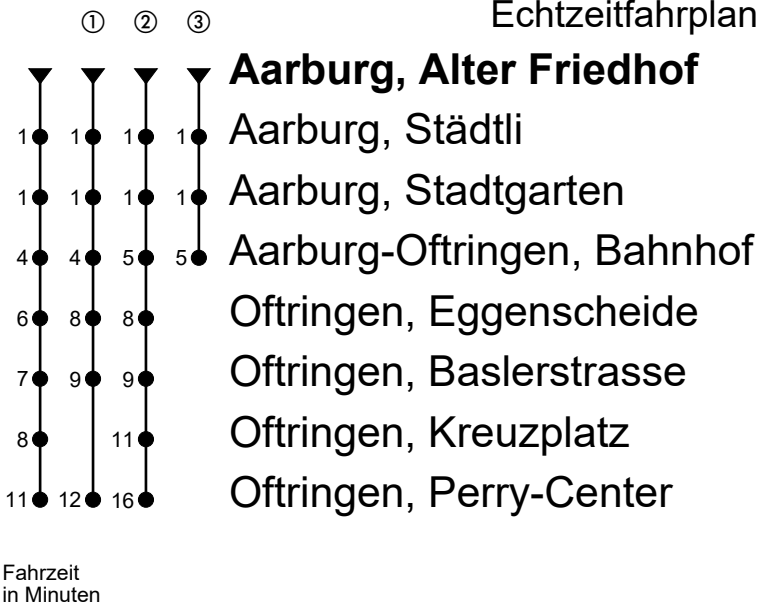 Echtzeitfahrplan
① ② ③
Aarburg, Alter Friedhof
1 1 1 1 Aarburg, Städtli
1 1 1 1 Aarburg, Stadtgarten
4 4 5 5 Aarburg-Oftringen, Bahnhof
6 8 8 Oftringen, Eggenscheide
7 9 9 Oftringen, Baslerstrasse
8 11 Oftringen, Kreuzplatz
11 12 16 Oftringen, Perry-Center
Fahrzeit
in Minuten